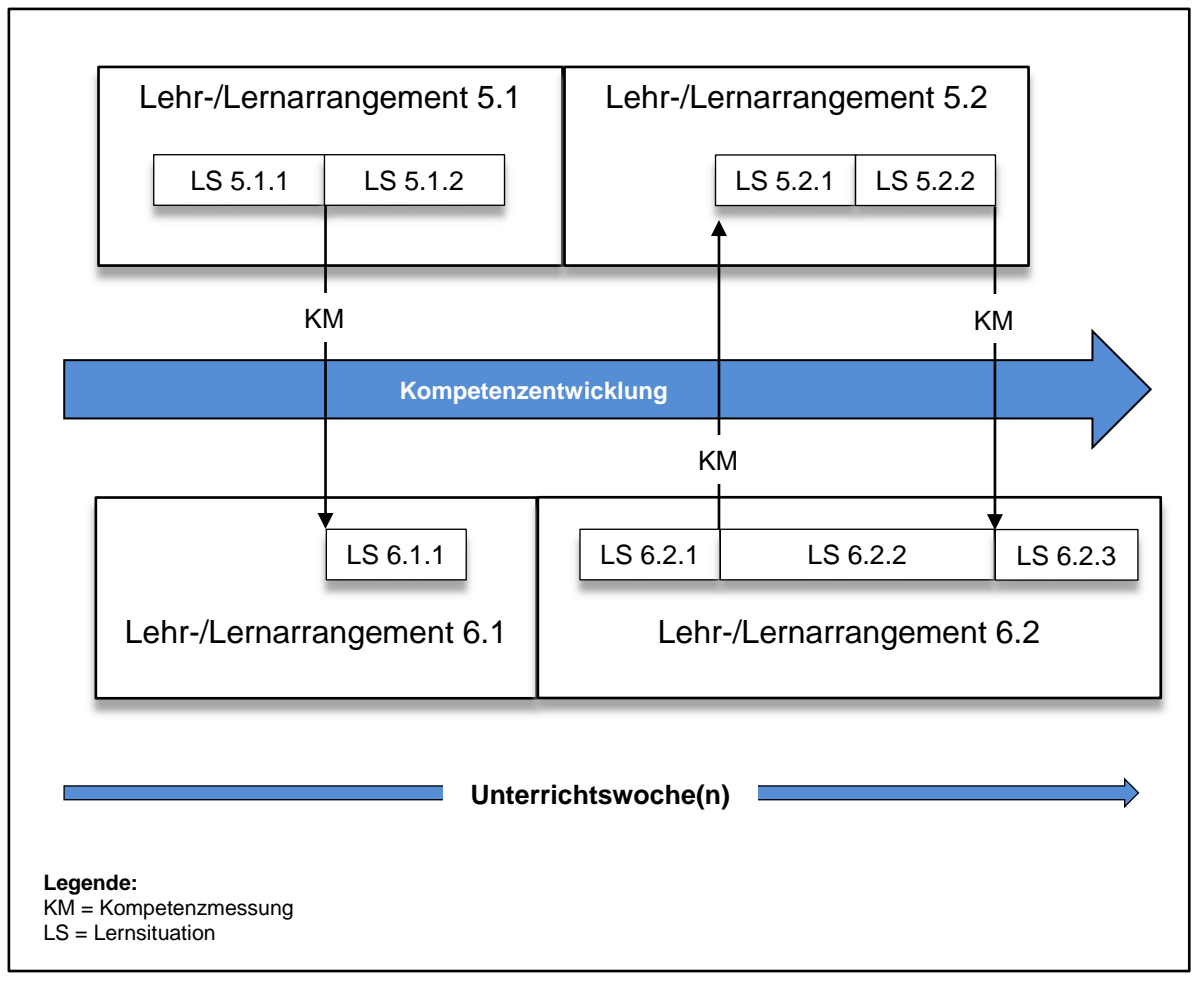 Lehr-/Lernarrangement 5.1
Lehr-/Lernarrangement 5.2
LS 5.1.1
LS 5.1.2
LS 5.2.1
LS 5.2.2
KM
KM
Kompetenzentwicklung
KM
LS 6.1.1
LS 6.2.1
LS 6.2.2
LS 6.2.3
Lehr-/Lernarrangement 6.1
Lehr-/Lernarrangement 6.2
Unterrichtswoche(n)
Legende:
KM = Kompetenzmessung
LS = Lernsituation